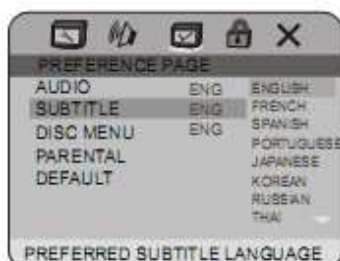 PREFERENCE PAGE
AUDIO ENG ENGLISH
SUBTITLE ENG FRENCH
DISC MENU ENG SPANISH
PARENTAL PORTUGUESE
DEFAULT JAPANESE
KOREAN
RUSSIAN
THAI
PREFERRED SUBTITLE LANGUAGE